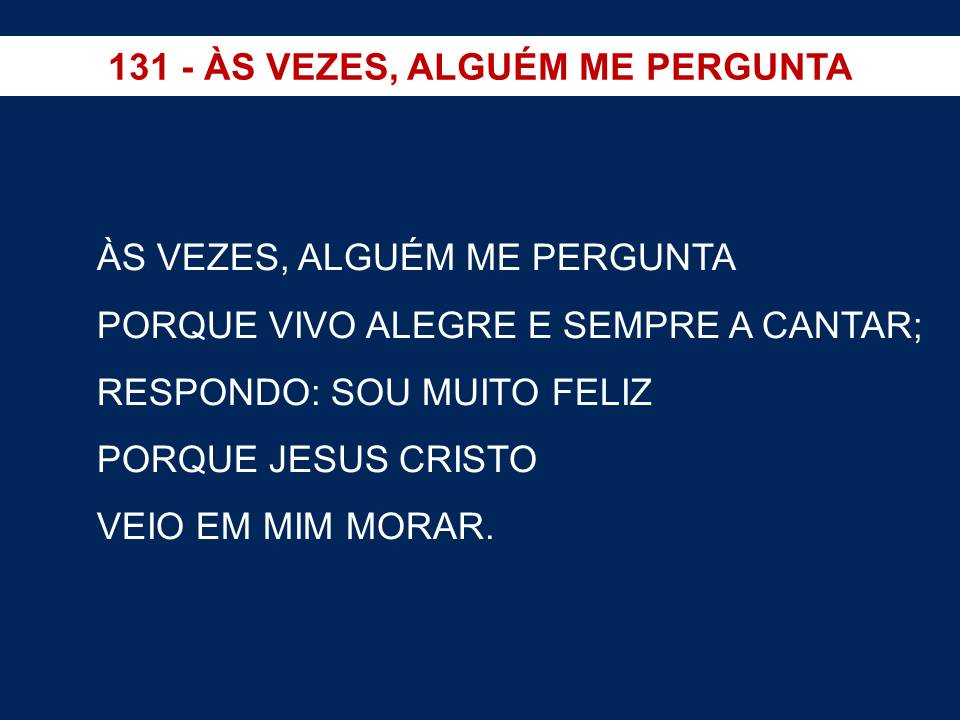 131 - ÀS VEZES, ALGUÉM ME PERGUNTA
ÀS VEZES, ALGUÉM ME PERGUNTA
PORQUE VIVO ALEGRE E SEMPRE A CANTAR;
RESPONDO: SOU MUITO FELIZ
PORQUE JESUS CRISTO
VEIO EM MIM MORAR.